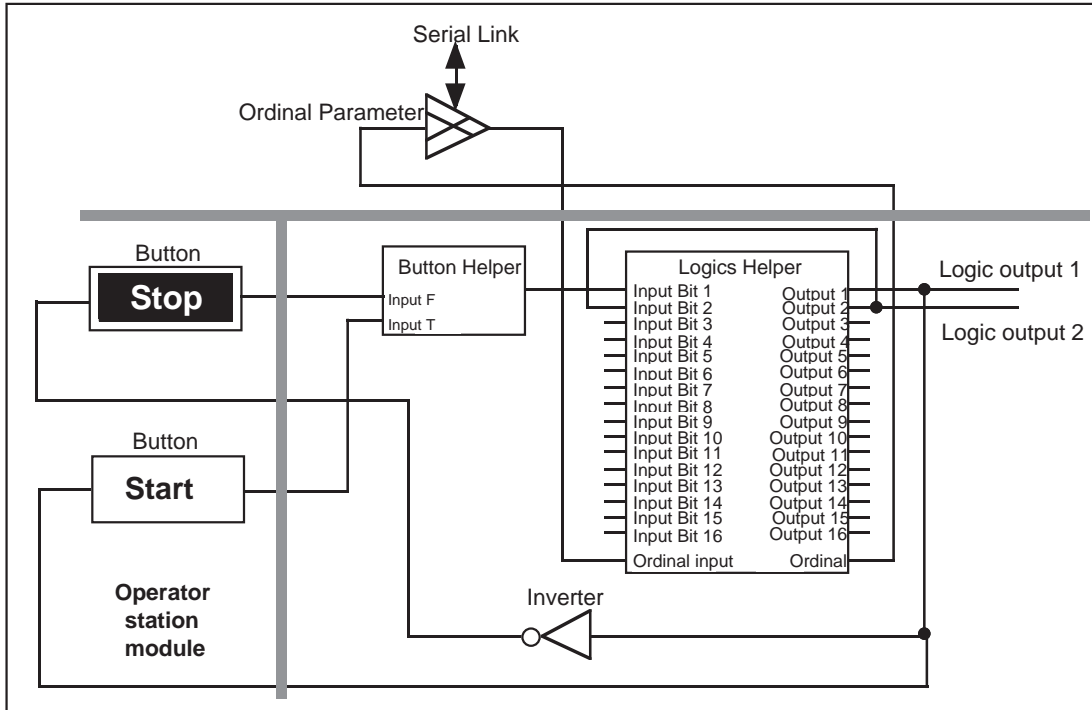 Serial Link
Ordinal Parameter
Button
Stop
Button Helper
Input F
Input T
Logics Helper
Input Bit 1
Input Bit 2
Input Bit 3
Input Bit 4
Input Bit 5
Input Bit 6
Input Bit 7
Input Bit 8
Input Bit 9
Input Bit 10
Input Bit 11
Input Bit 12
Input Bit 13
Input Bit 14
Input Bit 15
Input Bit 16
Ordinal input
Output 1
Output 2
Output 3
Output 4
Output 5
Output 6
Output 7
Output 8
Output 9
Output 10
Output 11
Output 12
Output 13
Output 14
Output 15
Output 16
Ordinal
Logic output 1
Logic output 2
Button
Start
Operator
station
module
Inverter